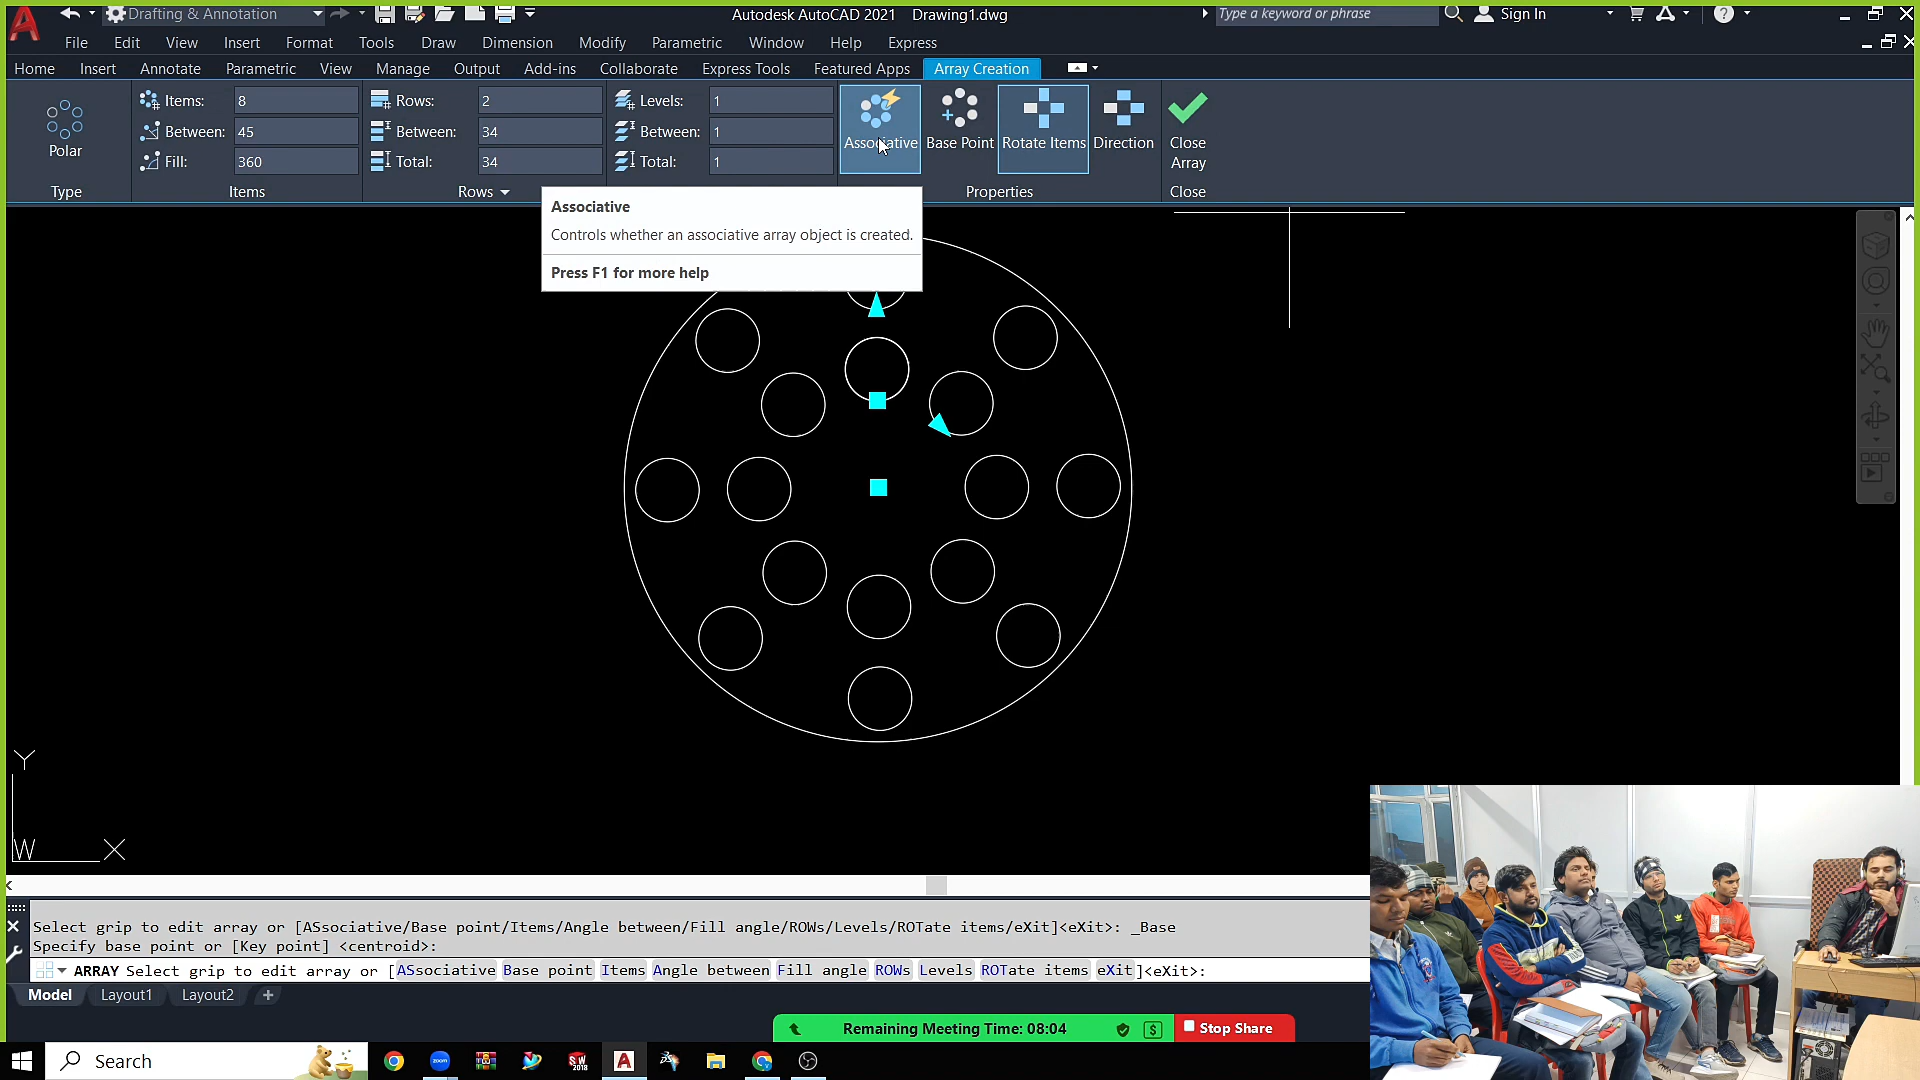 Drafting & Annotation
Autodesk AutoCAD 2021 Drawing1.dwg
Type a keyword or phrase
Sign In
File Edit View Insert Format Tools Draw Dimension Modify Parametric Window Help Express
Home Insert Annotate Parametric View Manage Output Add-ins Collaborate Express Tools Featured Apps Array Creation
Items: 8 Rows: 2 Levels: 1
Between: 45 Between: 34 Between: 1
Fill: 360 Total: 34 Total: 1
Polar
Associative Base Point Rotate Items Direction Close Array
Type Items Rows Properties Close
Associative
Controls whether an associative array object is created.
Press F1 for more help
Y
W X
Select grip to edit array or [ASsociative/Base point/Items/Angle between/Fill angle/ROWs/Levels/ROTate items/eXit]<eXit>: _Base
Specify base point or [Key point] <centroid>:
ARRAY Select grip to edit array or [ASsociative Base point Items Angle between Fill angle ROWs Levels ROTate items eXit]<eXit>:
Model Layout1 Layout2 +
Remaining Meeting Time: 08:04 Stop Share
Search
zoom
SW
2018
A